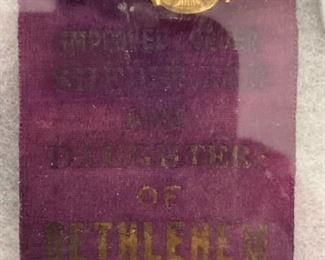 IMPROVED ORDER
AND
DAUGHTERS
OF
BETHLEHEM